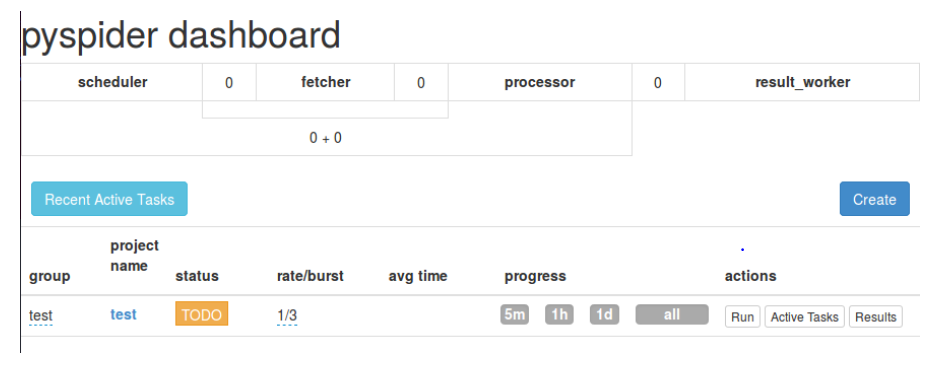 pyspider dashboard
scheduler 0 fetcher 0 processor 0 result_worker
0 + 0
Recent Active Tasks Create
group project name status rate/burst avg time progress actions
test test TODO 1/3 5m 1h 1d all Run Active Tasks Results